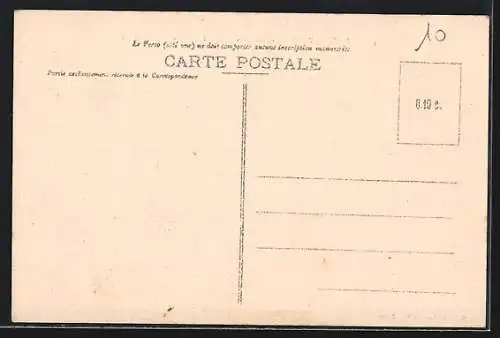 10
Le Verso (côté vue) ne doit comporter aucune inscription manuscrite
CARTE POSTALE
Partie exclusivement réservée à la Correspondance
0.10 c.